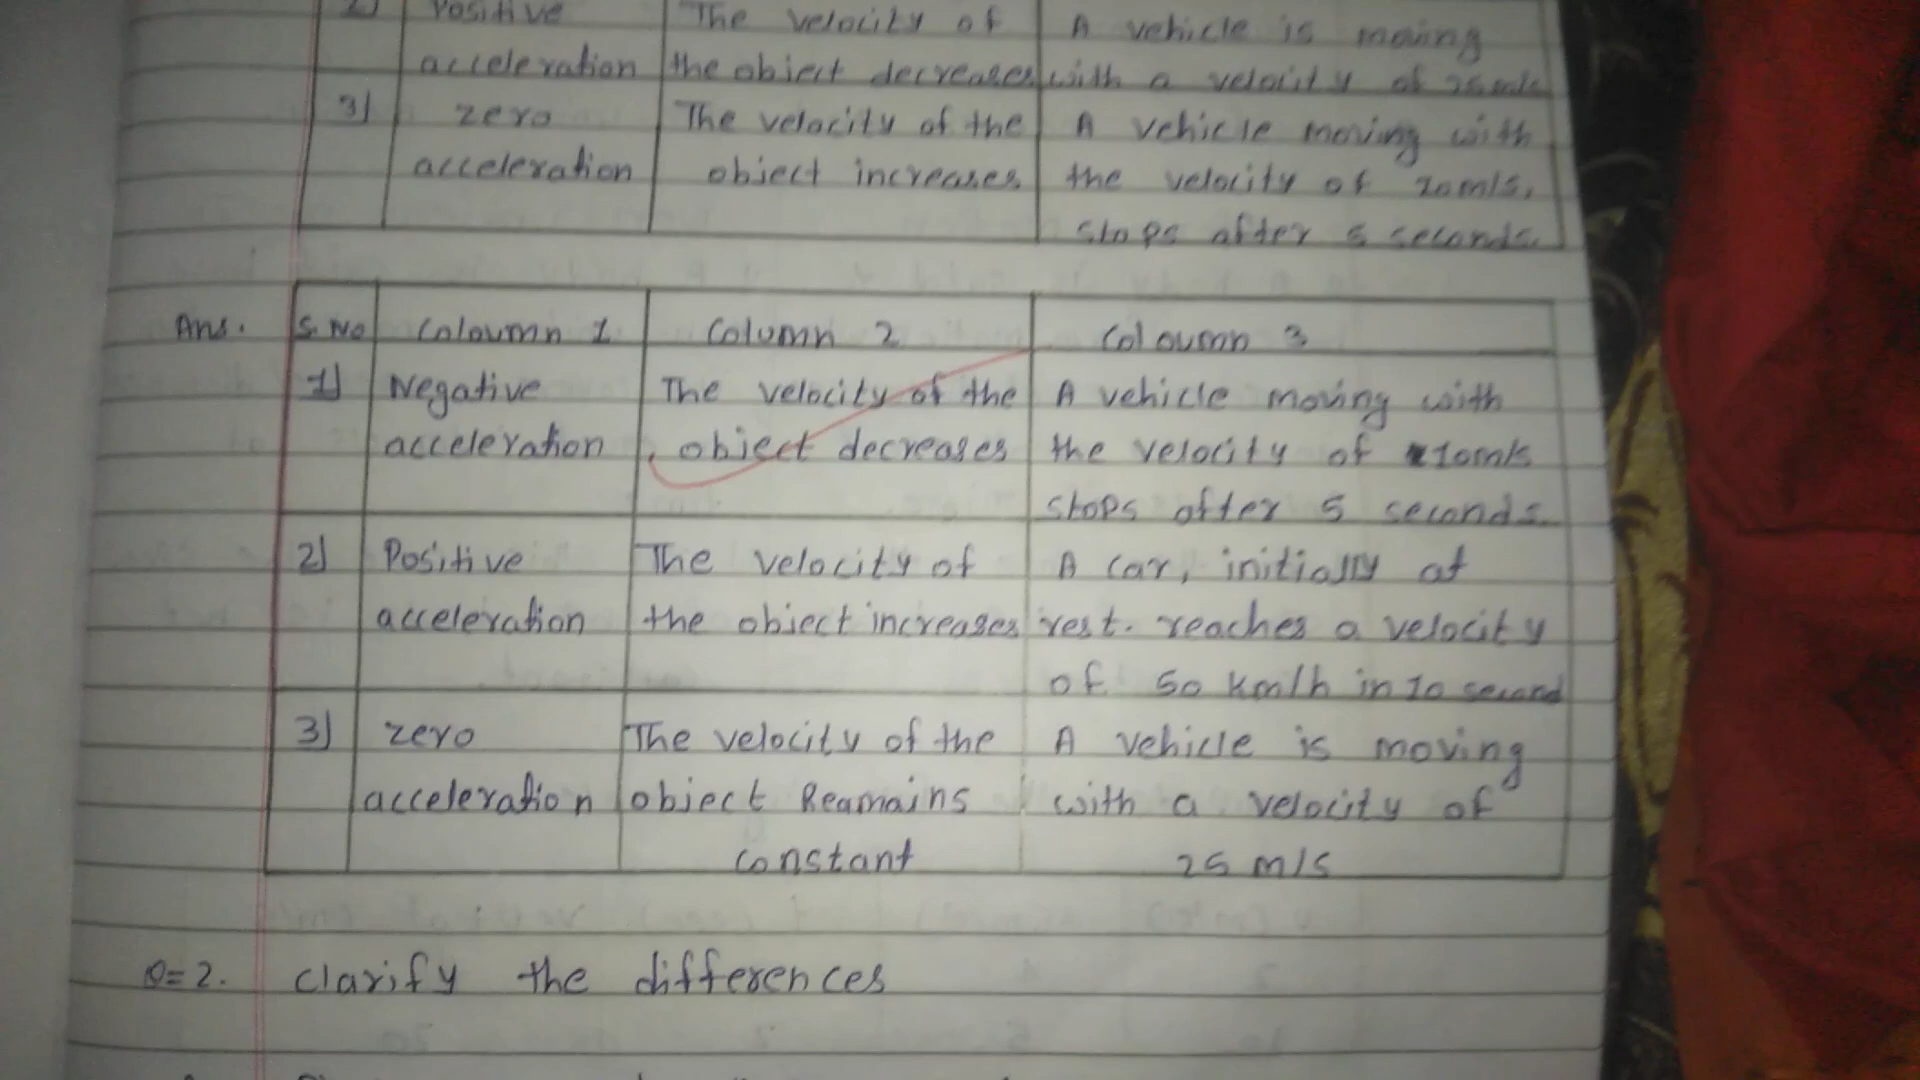 2) Positive The velocity of A vehicle is moving
acceleration the object decreases with a velocity of 25 m/s
3) zero The velocity of the A vehicle moving with
acceleration object increases the velocity of 10m/s,
stops after 5 seconds.
Ans. S. No Coloumn 1 Column 2 Coloumn 3
1) Negative The velocity of the A vehicle moving with
acceleration object decreases the velocity of 10m/s
stops after 5 seconds.
2) Positive The velocity of A car, initially at
acceleration the object increases rest. reaches a velocity
of 50 km/h in 10 second
3) zero The velocity of the A vehicle is moving
acceleration object Reamains with a velocity of
constant 25 m/s
Q=2. Clarify the differences